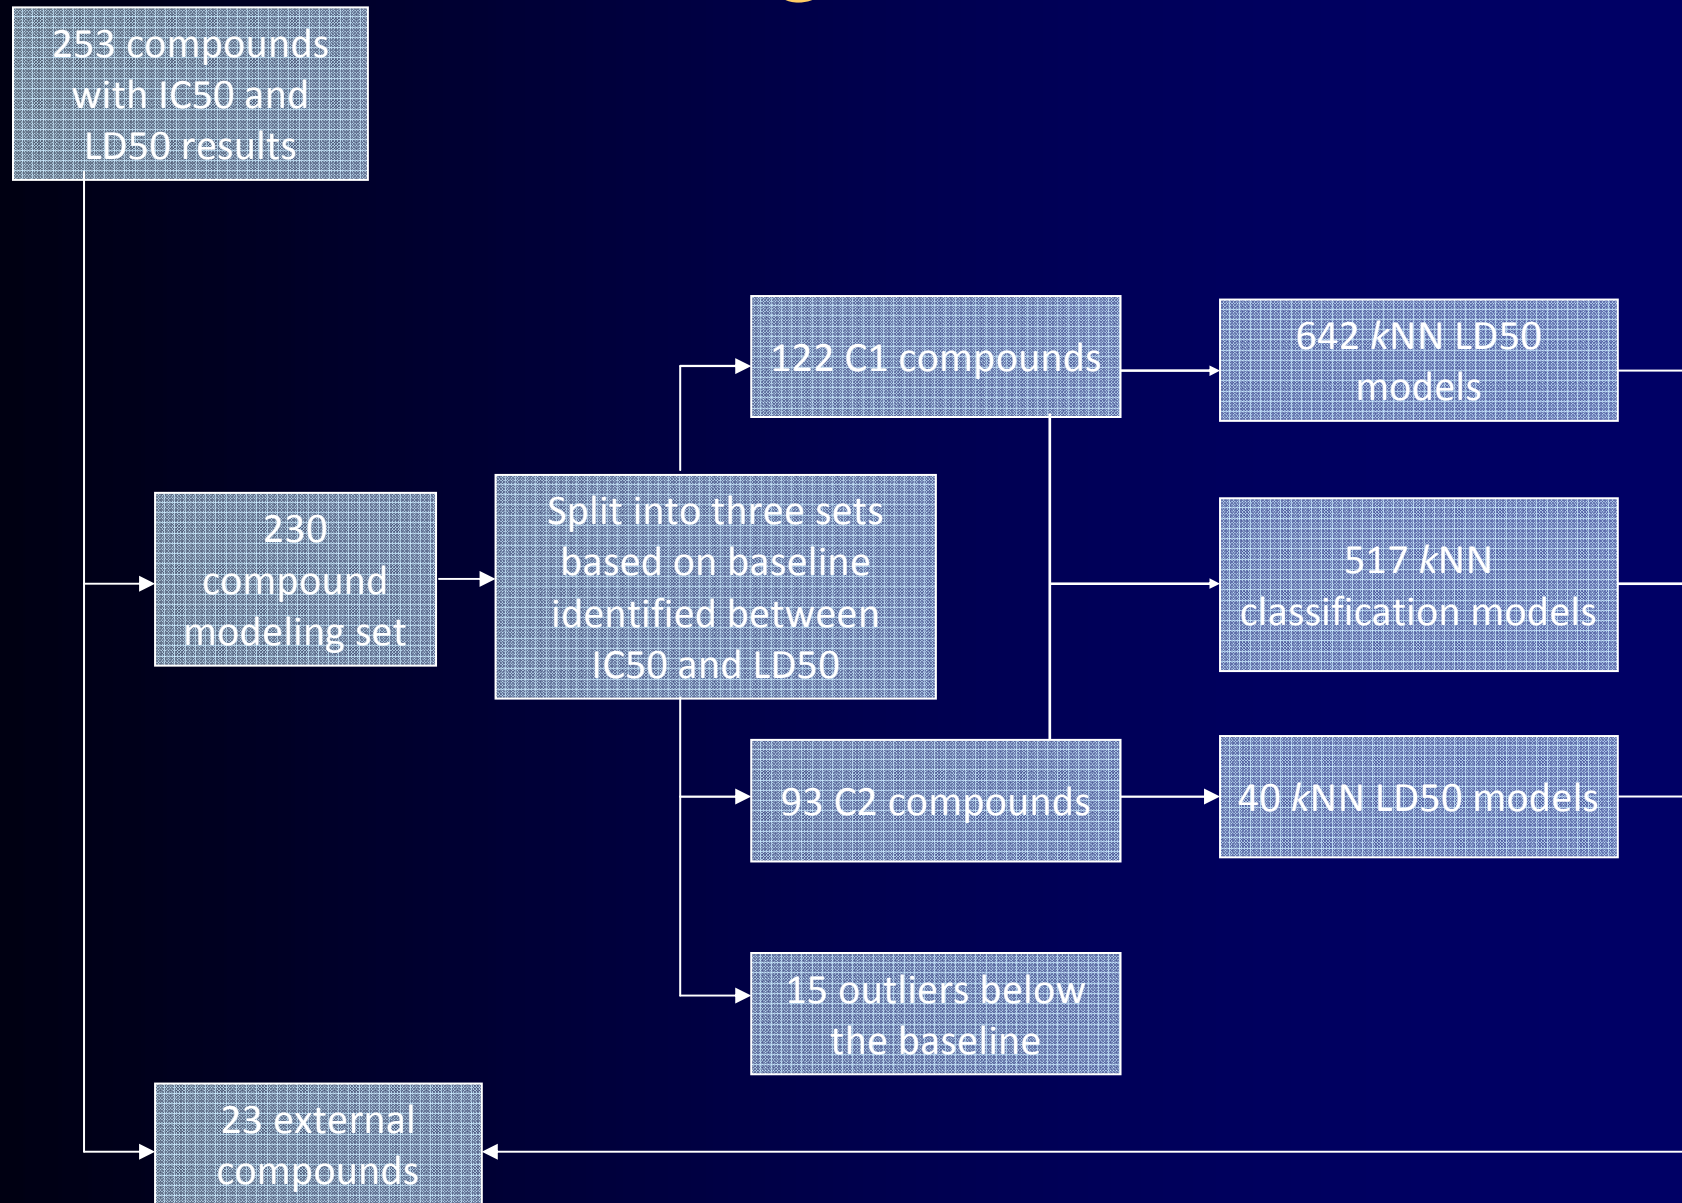 253 compounds
with IC50 and
LD50 results
122 C1 compounds
642 kNN LD50
models
230
compound
modeling set
Split into three sets
based on baseline
identified between
IC50 and LD50
517 kNN
classification models
93 C2 compounds
40 kNN LD50 models
15 outliers below
the baseline
23 external
compounds